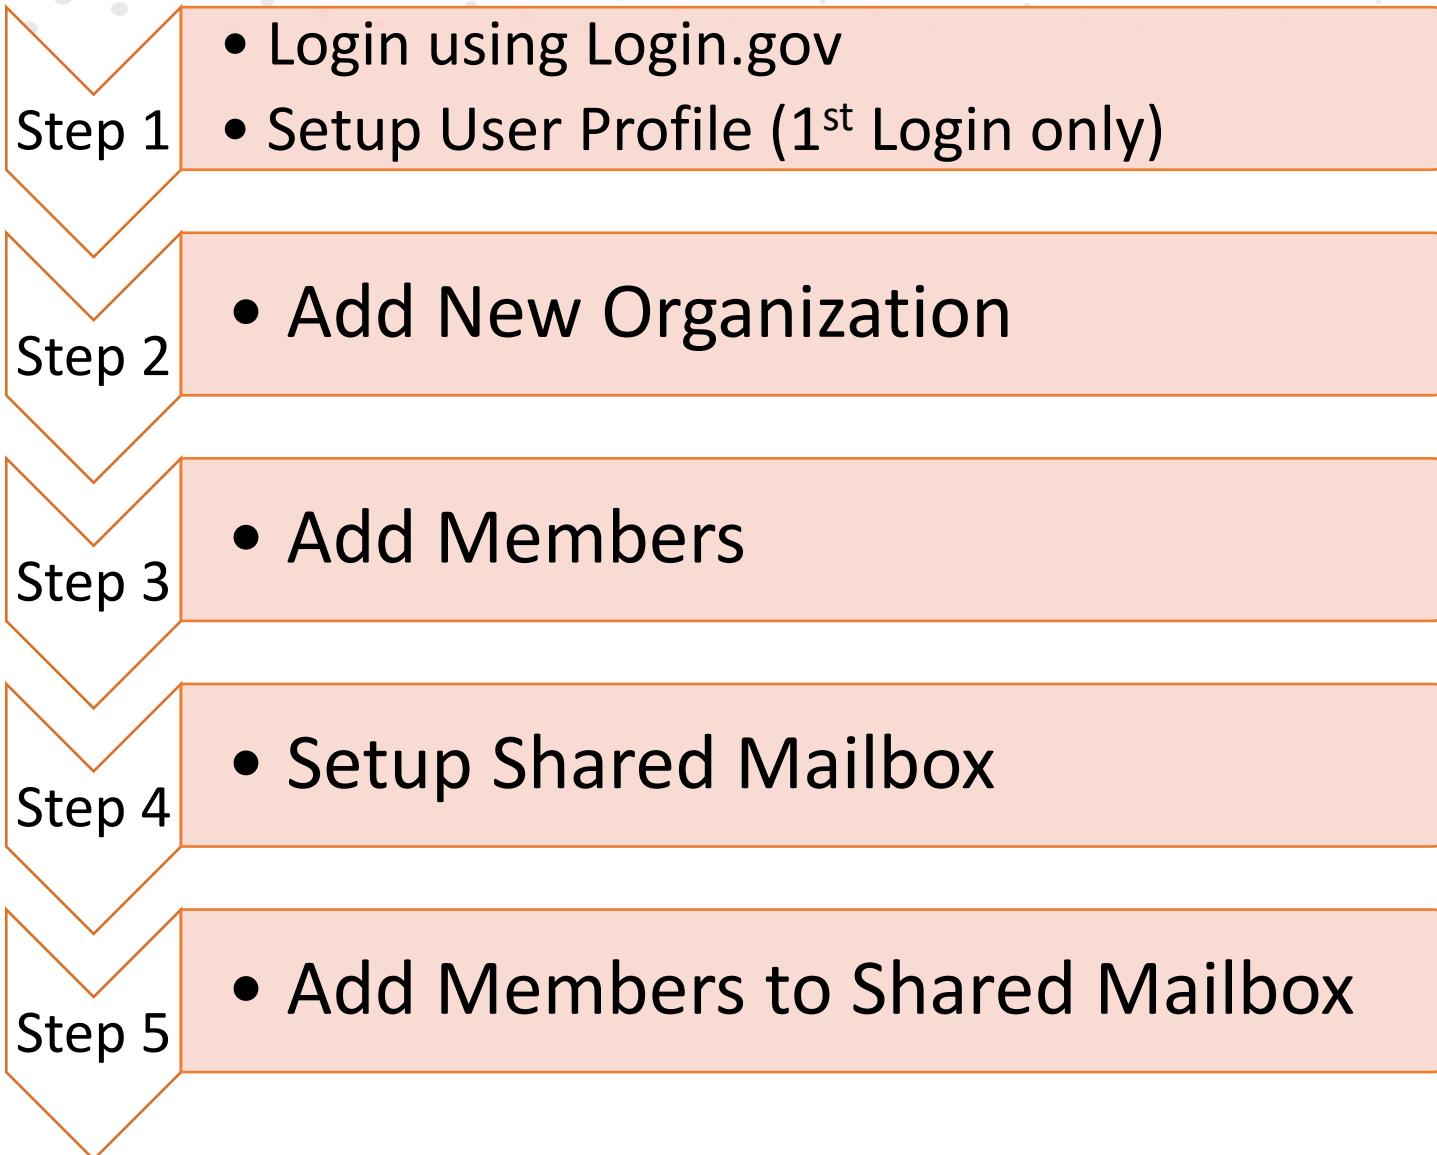 Step 1
• Login using Login.gov
• Setup User Profile (1st Login only)
Step 2
• Add New Organization
Step 3
• Add Members
Step 4
• Setup Shared Mailbox
Step 5
• Add Members to Shared Mailbox